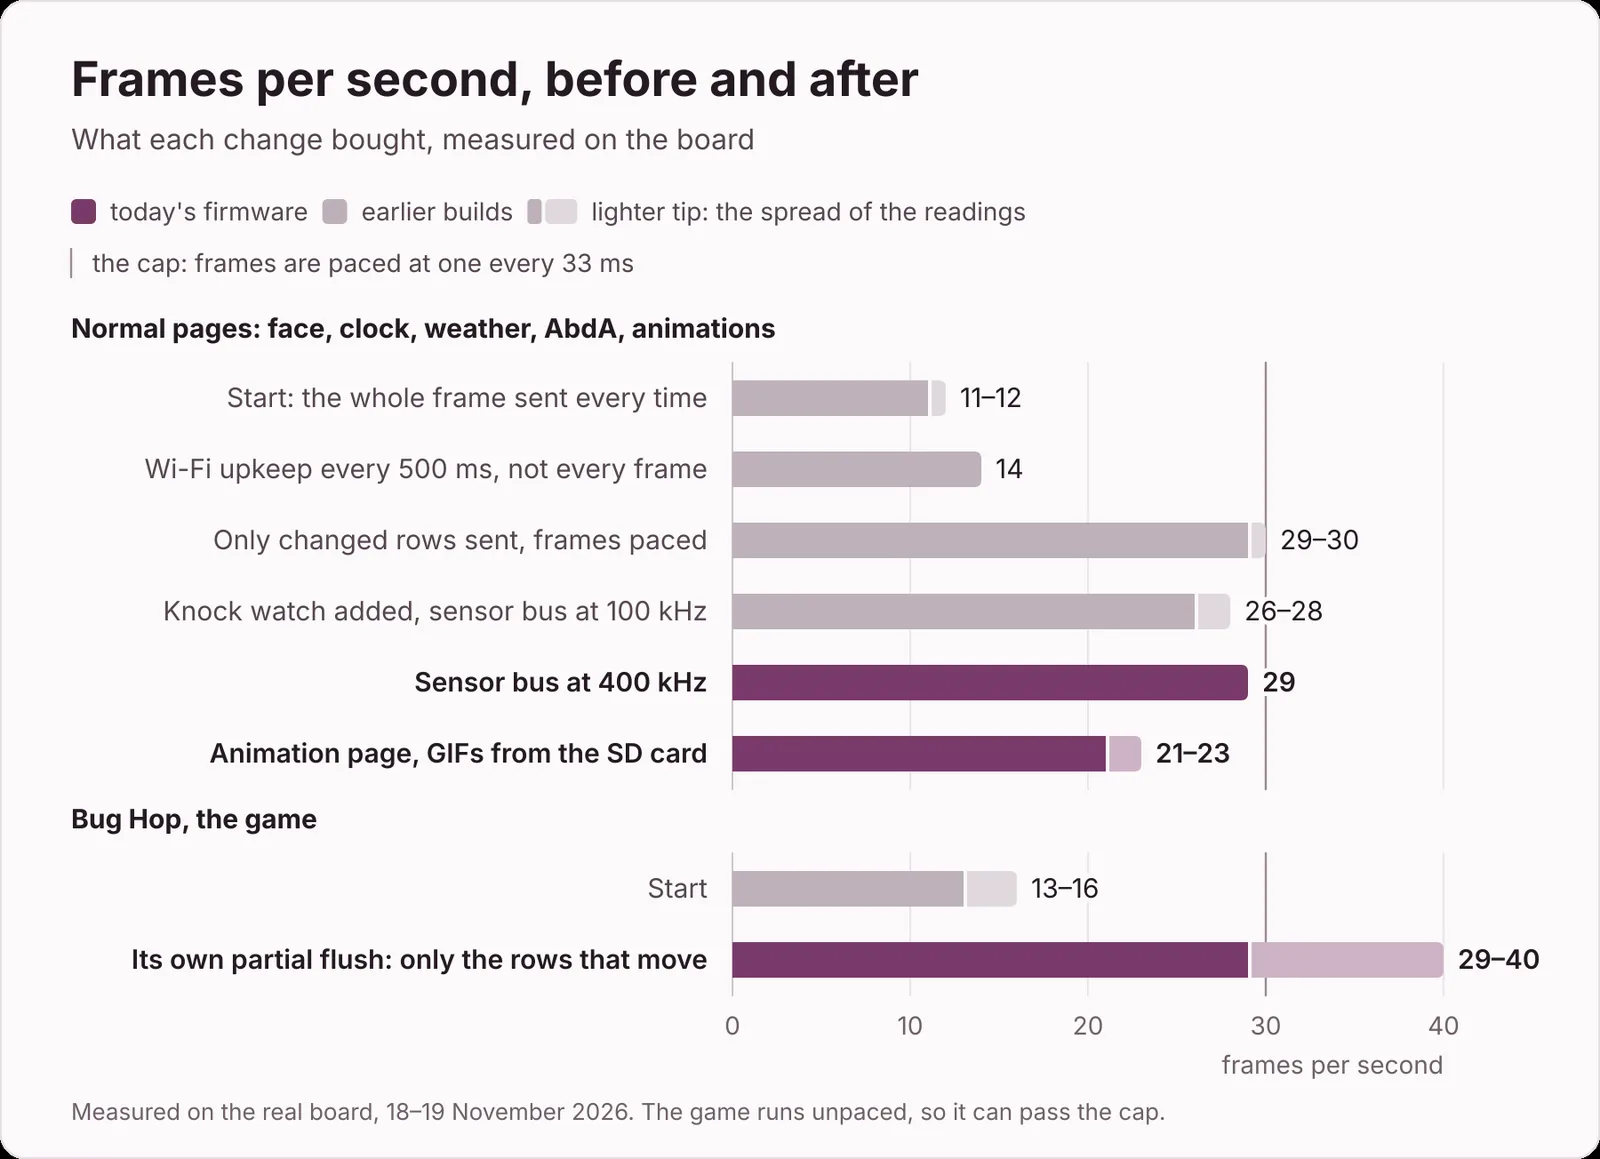 Frames per second, before and after
What each change bought, measured on the board
today's firmware earlier builds lighter tip: the spread of the readings
the cap: frames are paced at one every 33 ms
Normal pages: face, clock, weather, AbdA, animations
Start: the whole frame sent every time 11–12
Wi-Fi upkeep every 500 ms, not every frame 14
Only changed rows sent, frames paced 29–30
Knock watch added, sensor bus at 100 kHz 26–28
Sensor bus at 400 kHz 29
Animation page, GIFs from the SD card 21–23
Bug Hop, the game
Start 13–16
Its own partial flush: only the rows that move 29–40
0 10 20 30 40
frames per second
Measured on the real board, 18–19 November 2026. The game runs unpaced, so it can pass the cap.